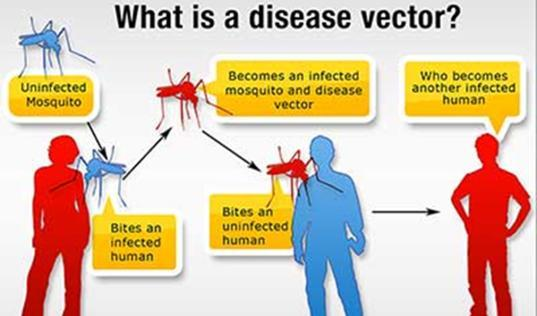 What is a disease vector?
Uninfected
Mosquito
Becomes an infected
mosquito and disease
vector
Who becomes
another infected
human
Bites an
infected
human
Bites an
uninfected
human